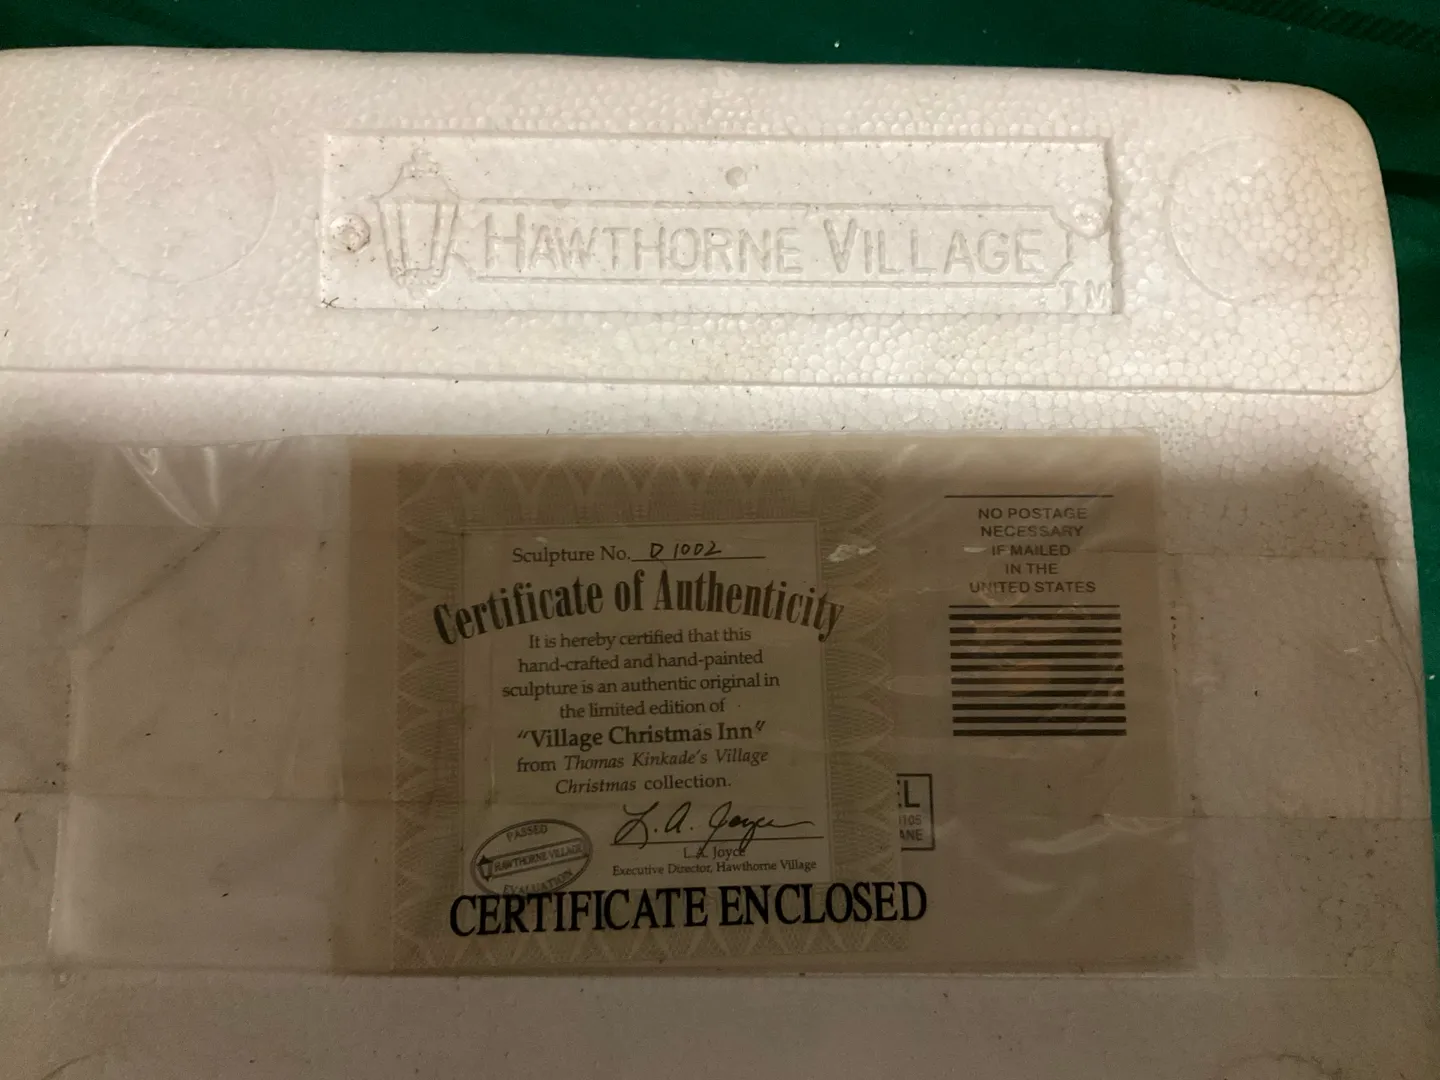 HAWTHORNE VILLAGE
TM
Sculpture No. D 1002
Certificate of Authenticity
It is hereby certified that this
hand-crafted and hand-painted
sculpture is an authentic original in
the limited edition of
"Village Christmas Inn"
from Thomas Kinkade's Village
Christmas collection.
L. A. Joyce
L. A. Joyce
Executive Director, Hawthorne Village
PASSED
HAWTHORNE VILLAGE
EVALUATION
CERTIFICATE ENCLOSED
NO POSTAGE
NECESSARY
IF MAILED
IN THE
UNITED STATES